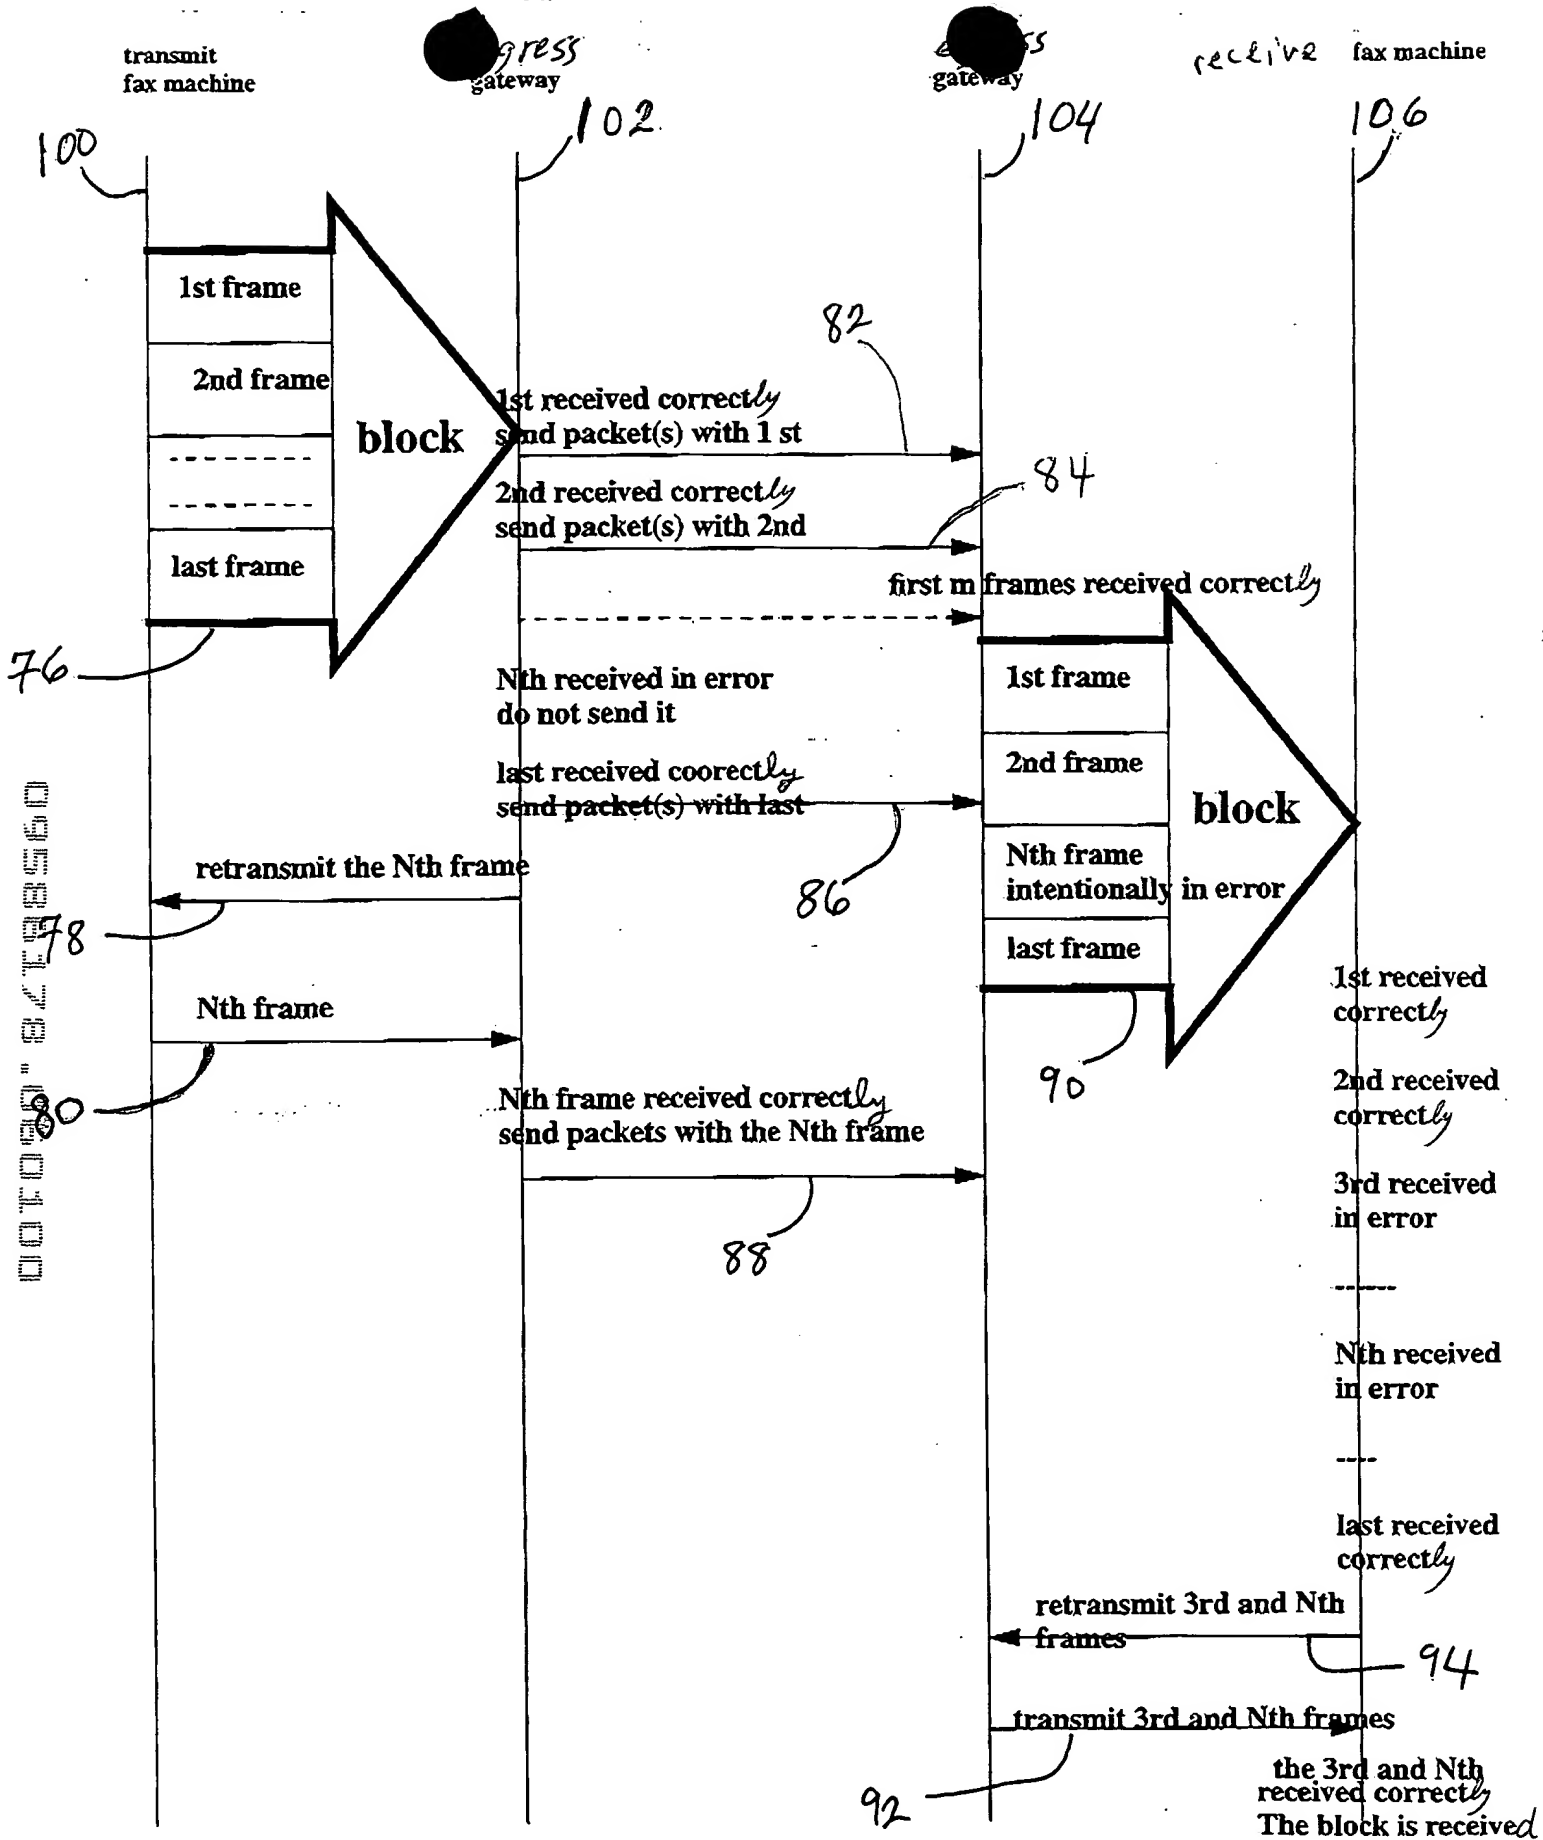 transmit
fax machine
gress
gateway
gateway
receive fax machine
100
102
104
106
1st frame
2nd frame
block
last frame
76
82
1st received correctly
send packet(s) with 1 st
84
2nd received correctly
send packet(s) with 2nd
first m frames received correctly
Nth received in error
do not send it
last received coorectly
send packet(s) with last
86
1st frame
2nd frame
block
Nth frame
intentionally in error
last frame
90
retransmit the Nth frame
78
Nth frame
80
Nth frame received correctly
send packets with the Nth frame
88
1st received
correctly
2nd received
correctly
3rd received
in error
------
Nth received
in error
----
last received
correctly
retransmit 3rd and Nth
frames
94
transmit 3rd and Nth frames
92
the 3rd and Nth
received correctly
The block is received